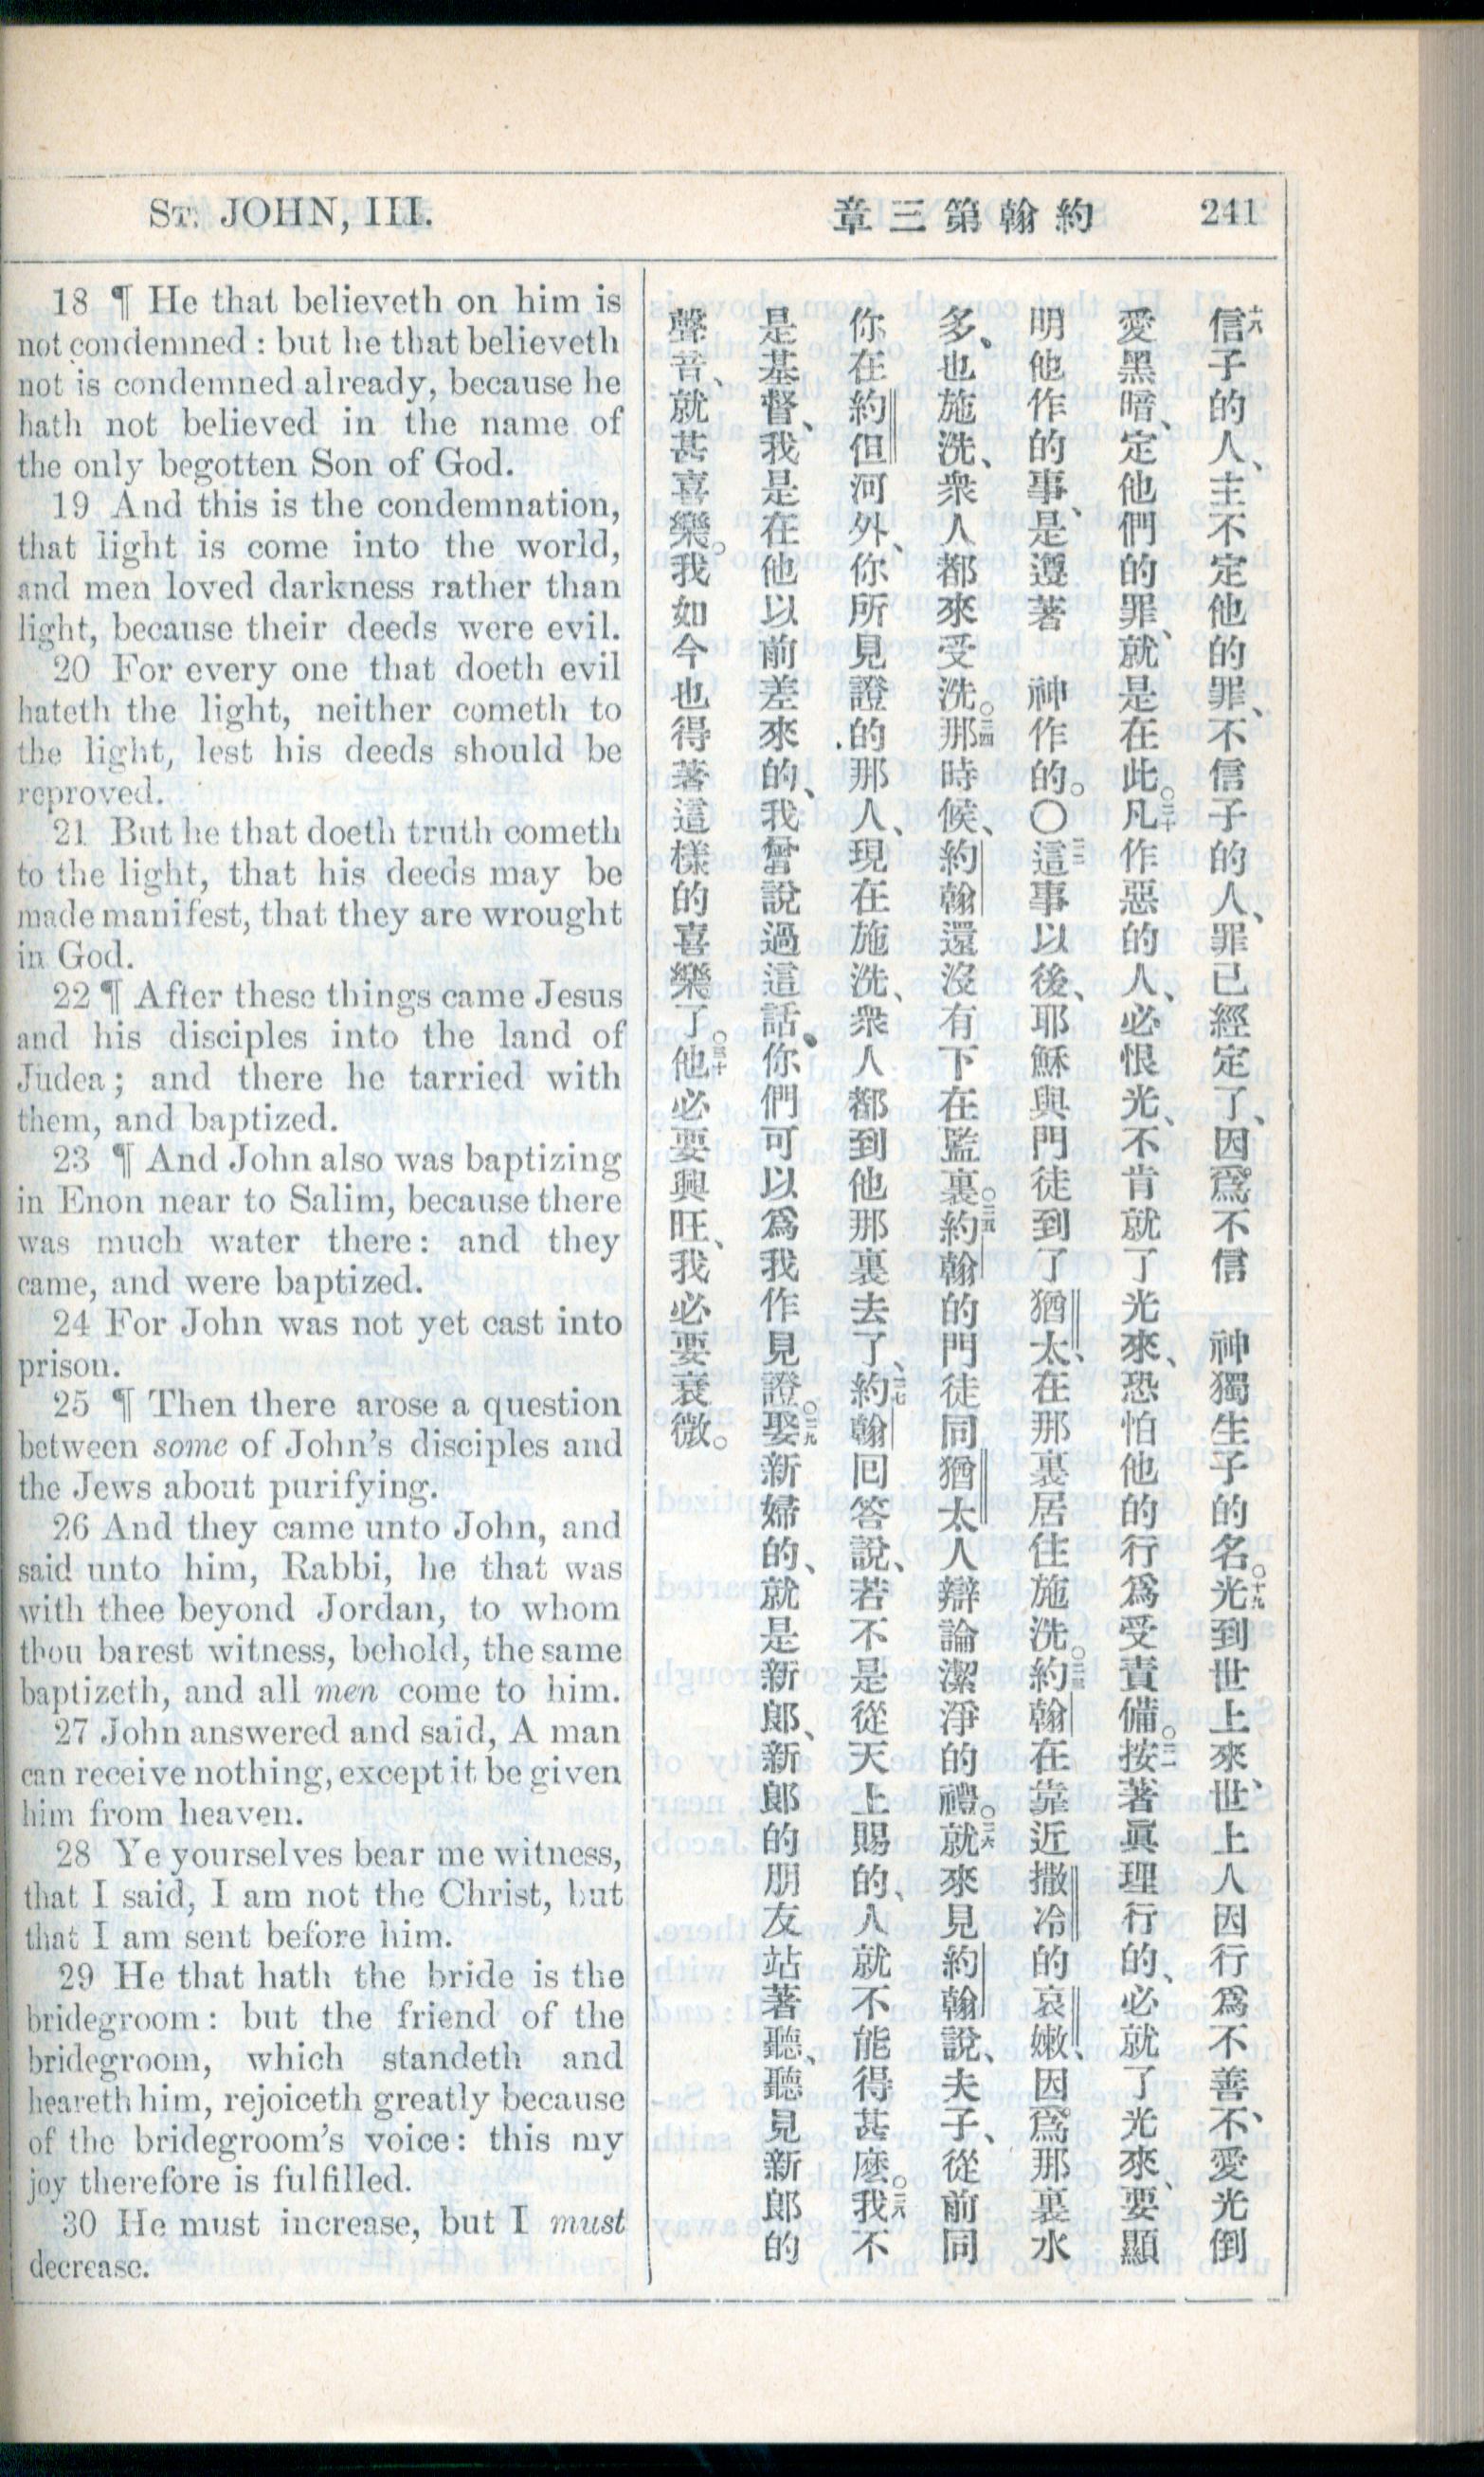 ST. JOHN, III.
章三第翰約
241
18 ¶ He that believeth on him is
not condemned : but he that believeth
not is condemned already, because he
hath not believed in the name of
the only begotten Son of God.
19 And this is the condemnation,
that light is come into the world,
and men loved darkness rather than
light, because their deeds were evil.
20 For every one that doeth evil
hateth the light, neither cometh to
the light, lest his deeds should be
reproved.
21 But he that doeth truth cometh
to the light, that his deeds may be
made manifest, that they are wrought
in God.
22 ¶ After these things came Jesus
and his disciples into the land of
Judea ; and there he tarried with
them, and baptized.
23 ¶ And John also was baptizing
in Enon near to Salim, because there
was much water there: and they
came, and were baptized.
24 For John was not yet cast into
prison.
25 ¶ Then there arose a question
between some of John's disciples and
the Jews about purifying.
26 And they came unto John, and
said unto him, Rabbi, he that was
with thee beyond Jordan, to whom
thou barest witness, behold, the same
baptizeth, and all men come to him.
27 John answered and said, A man
can receive nothing, except it be given
him from heaven.
28 Ye yourselves bear me witness,
that I said, I am not the Christ, but
that I am sent before him.
29 He that hath the bride is the
bridegroom: but the friend of the
bridegroom, which standeth and
heareth him, rejoiceth greatly because
of the bridegroom's voice: this my
joy therefore is fulfilled.
30 He must increase, but I must
decrease.
十八信子的人、主不定他的罪、不信子的人、罪已經定了、因爲不信　神獨生子的名。十九光到世上來、世上人因行爲不善、不愛光倒
愛黑暗、定他們的罪、就是在此。二十凡作惡的人、必恨光、不肯就了光來、恐怕他的行爲受責備。二一按著眞理行的、必就了光來、要顯
明他作的事、是遵著　神作的。〇二二這事以後、耶穌與門徒到了猶太、在那裏居住施洗。二三約翰在靠近撒冷的哀嫩、因爲那裏水
多、也施洗、衆人都來受洗。二四那時候、約翰還沒有下在監裏。二五約翰的門徒同猶太人辯論潔淨的禮。二六就來見約翰說、夫子、從前同
你在約但河外、你所見證的那人、現在施洗、衆人都到他那裏去了、二七約翰回答說、若不是從天上賜的、人就不能得甚麽。二八我不
是基督、我是在他以前差來的、我曾說過這話、你們可以爲我作見證。二九娶新婦的、就是新郞、新郞的朋友站著聽、聽見新郞的
聲音、就甚喜樂。我如今也得著這樣的喜樂了。三十他必要興旺、我必要衰微。